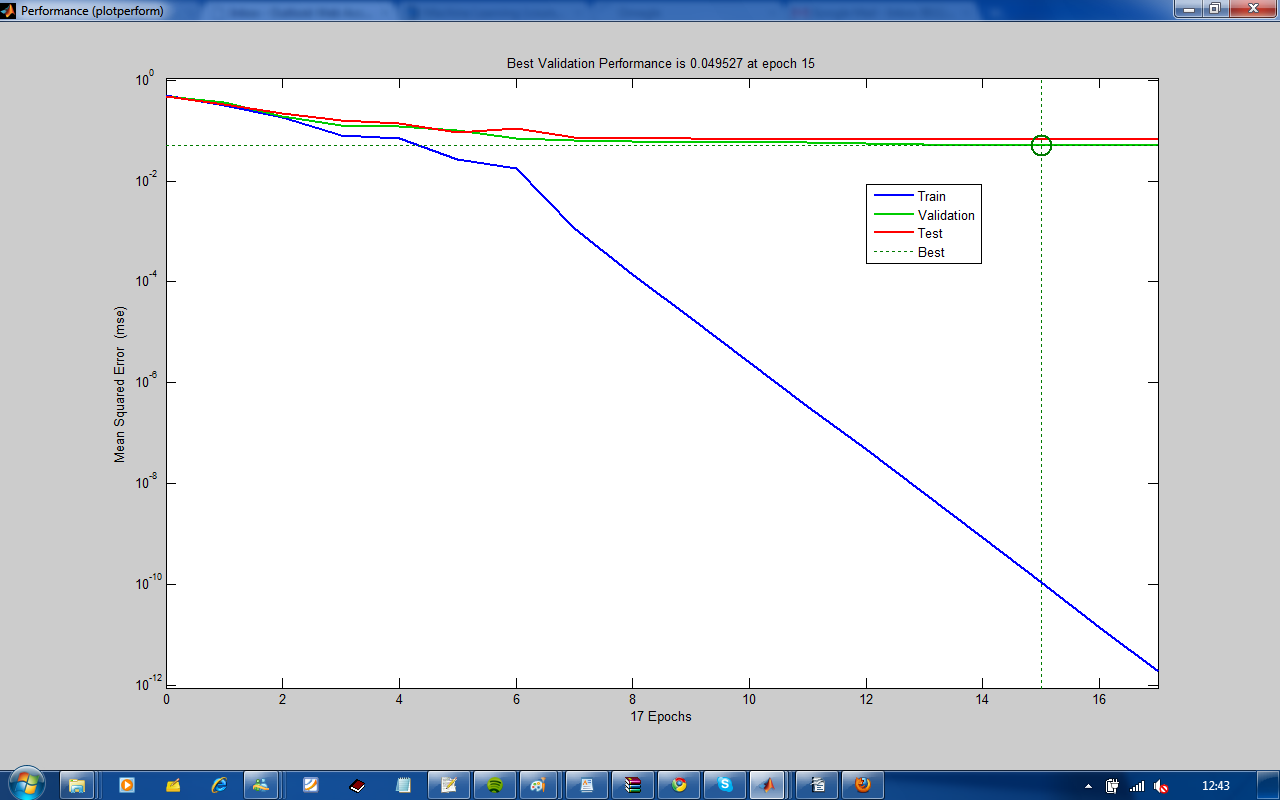 Performance (plotperform)
Best Validation Performance is 0.049527 at epoch 15
10^0
10^-2
10^-4
10^-6
10^-8
10^-10
10^-12
Mean Squared Error (mse)
Train
Validation
Test
Best
0 2 4 6 8 10 12 14 16
17 Epochs
12:43